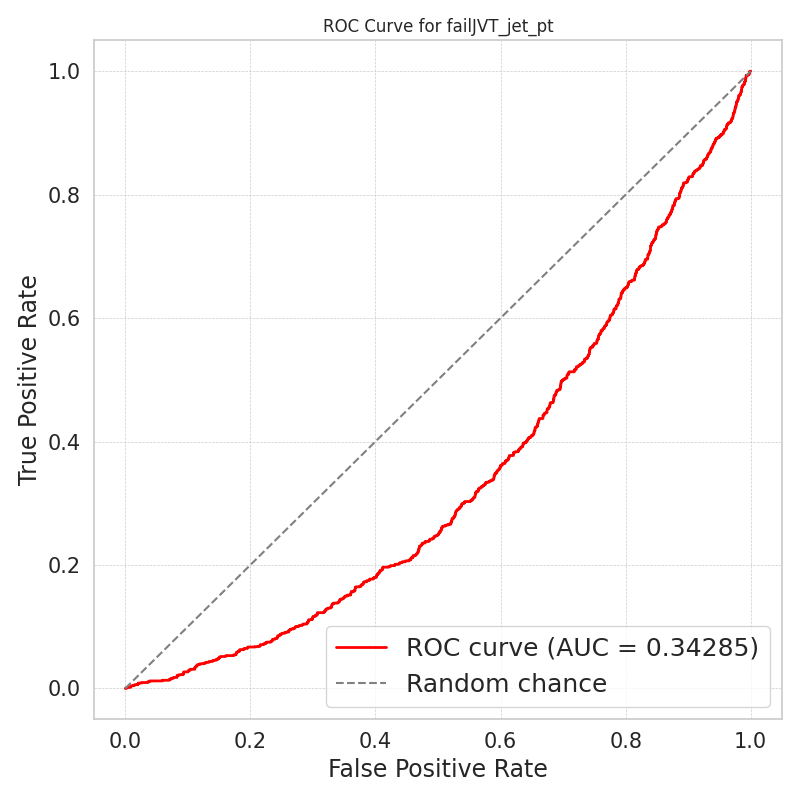 ROC Curve for failJVT_jet_pt
True Positive Rate
1.0
0.8
0.6
0.4
0.2
0.0
ROC curve (AUC = 0.34285)
Random chance
0.0 0.2 0.4 0.6 0.8 1.0
False Positive Rate